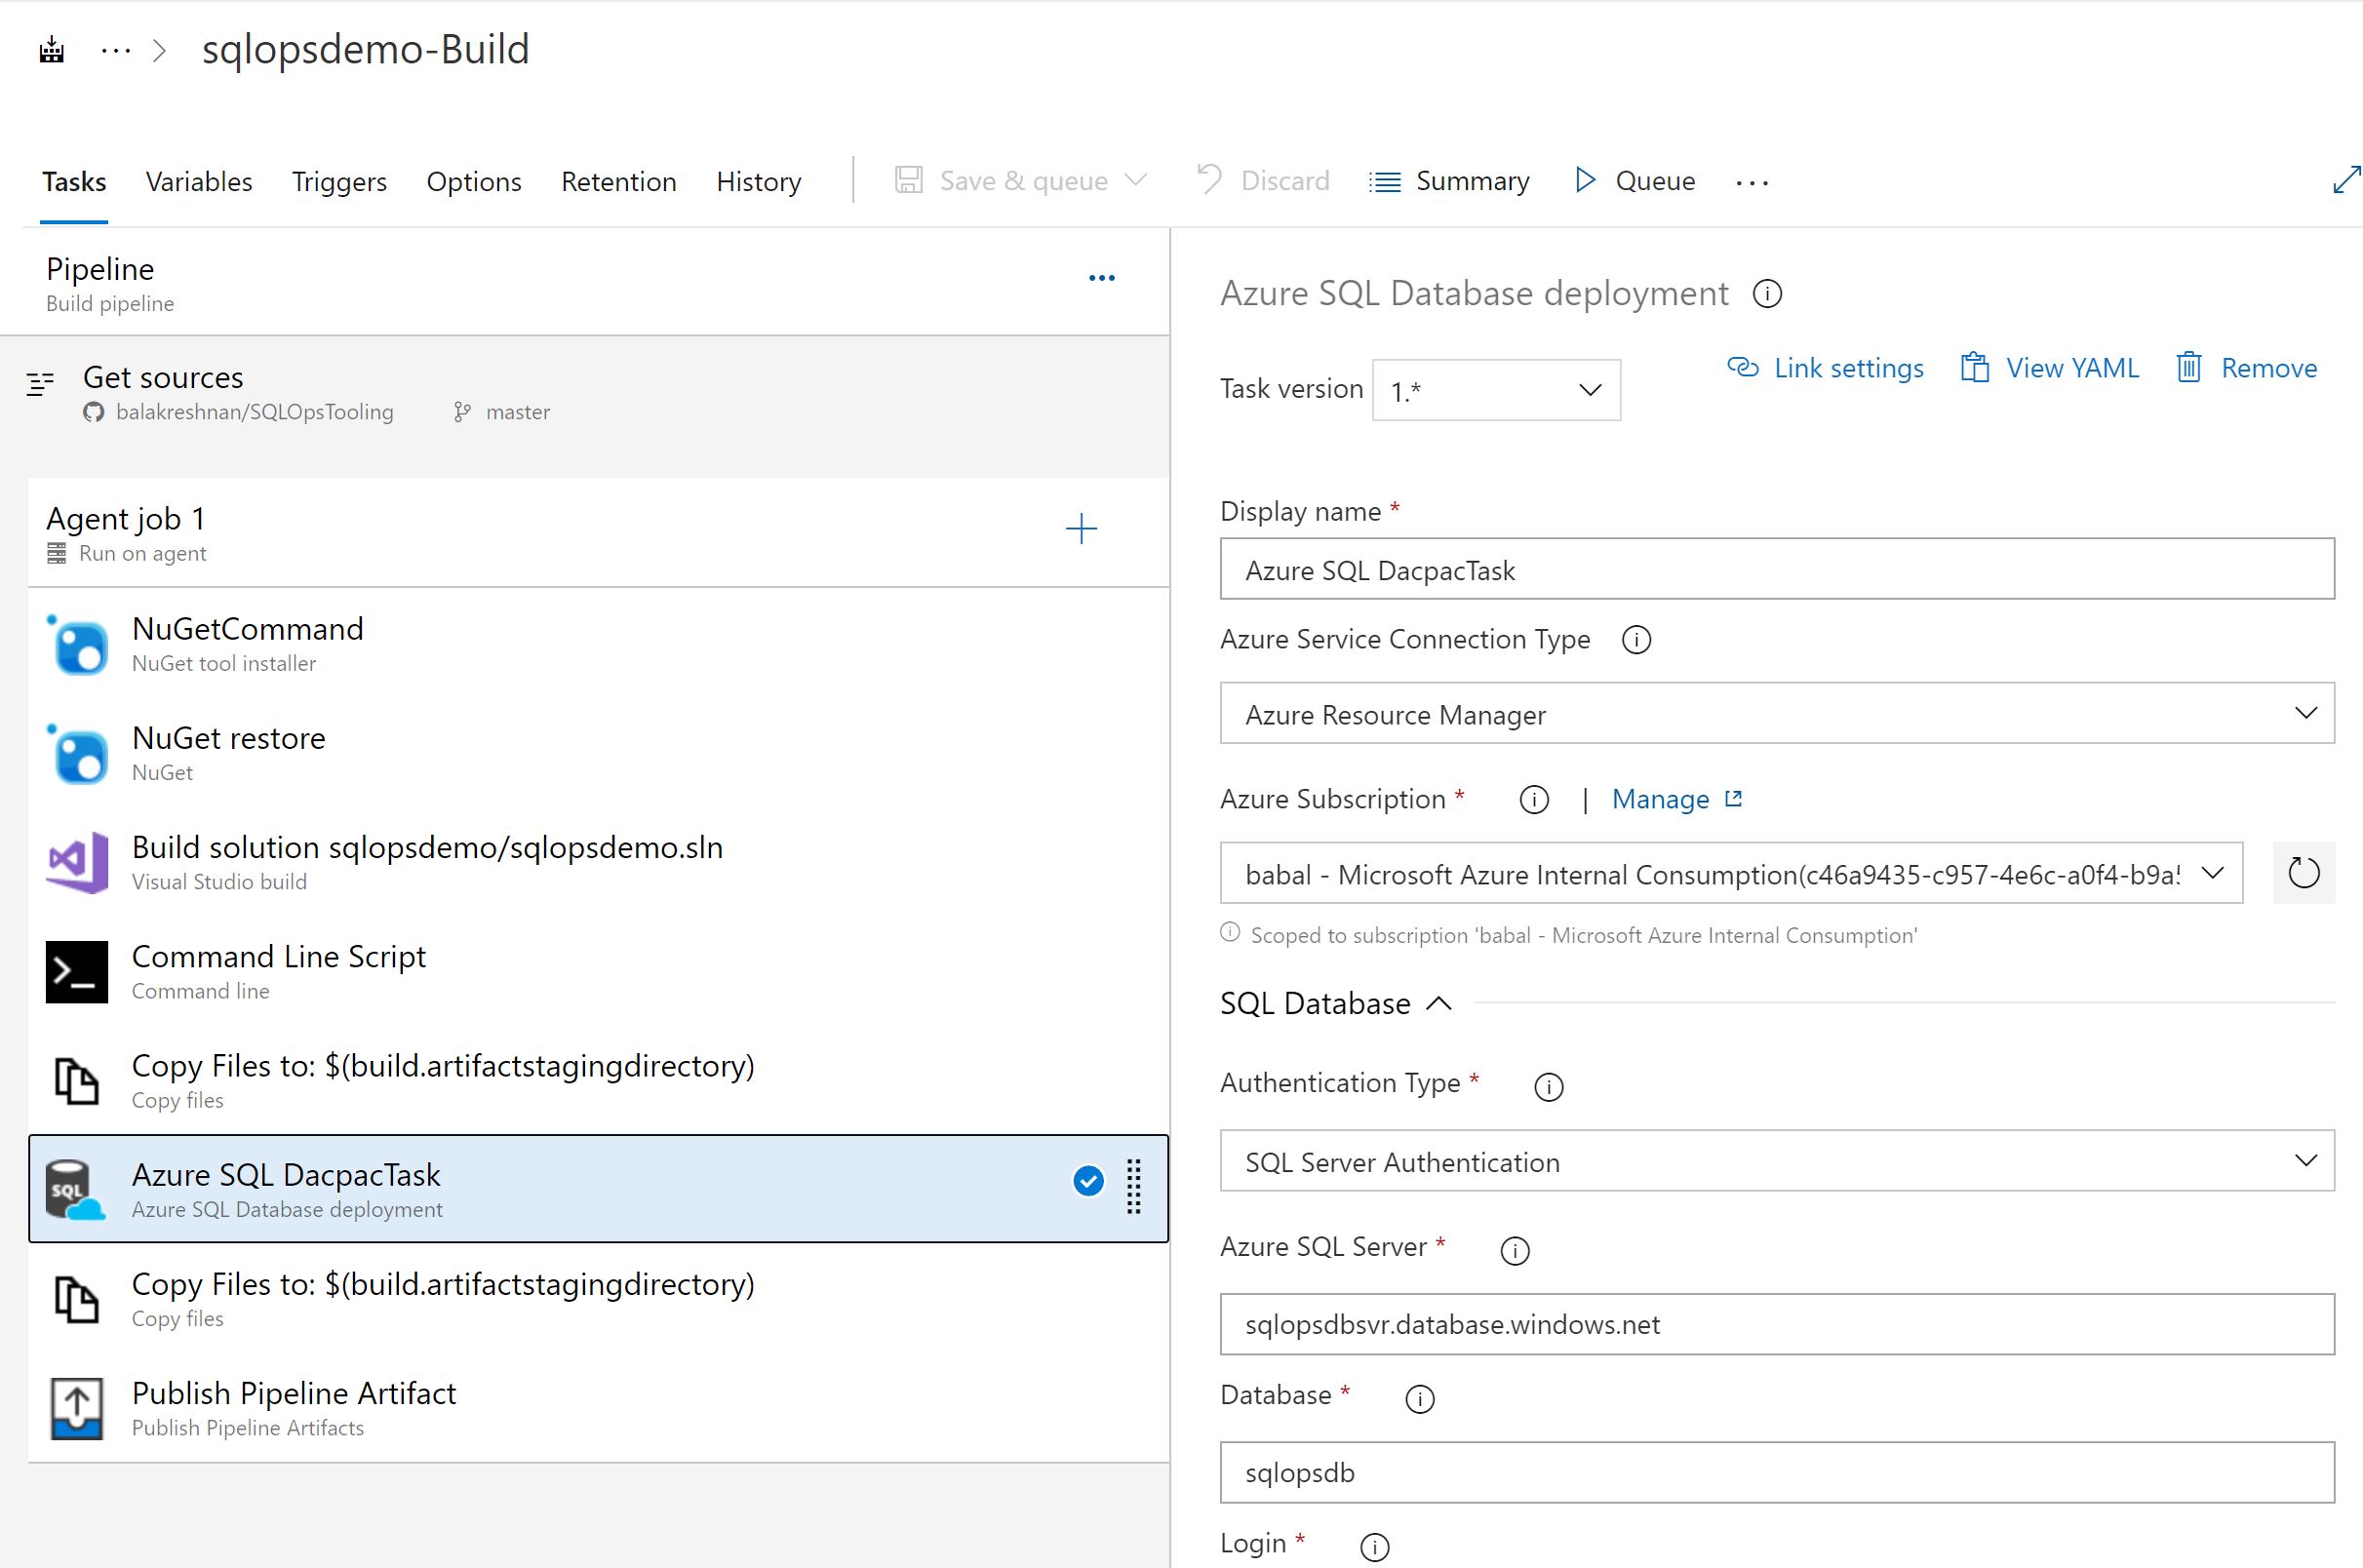 ··· > sqlopsdemo-Build
Tasks Variables Triggers Options Retention History Save & queue Discard Summary Queue ···
Pipeline
Build pipeline
Get sources
balakreshnan/SQLOpsTooling master
Agent job 1
Run on agent
NuGetCommand
NuGet tool installer
NuGet restore
NuGet
Build solution sqlopsdemo/sqlopsdemo.sln
Visual Studio build
Command Line Script
Command line
Copy Files to: $(build.artifactstagingdirectory)
Copy files
SQL
Azure SQL DacpacTask
Azure SQL Database deployment
Copy Files to: $(build.artifactstagingdirectory)
Copy files
Publish Pipeline Artifact
Publish Pipeline Artifacts
Azure SQL Database deployment
Task version 1.* Link settings View YAML Remove
Display name *
Azure SQL DacpacTask
Azure Service Connection Type
Azure Resource Manager
Azure Subscription * | Manage
babal - Microsoft Azure Internal Consumption(c46a9435-c957-4e6c-a0f4-b9a5
Scoped to subscription 'babal - Microsoft Azure Internal Consumption'
SQL Database
Authentication Type *
SQL Server Authentication
Azure SQL Server *
sqlopsdbsvr.database.windows.net
Database *
sqlopsdb
Login *